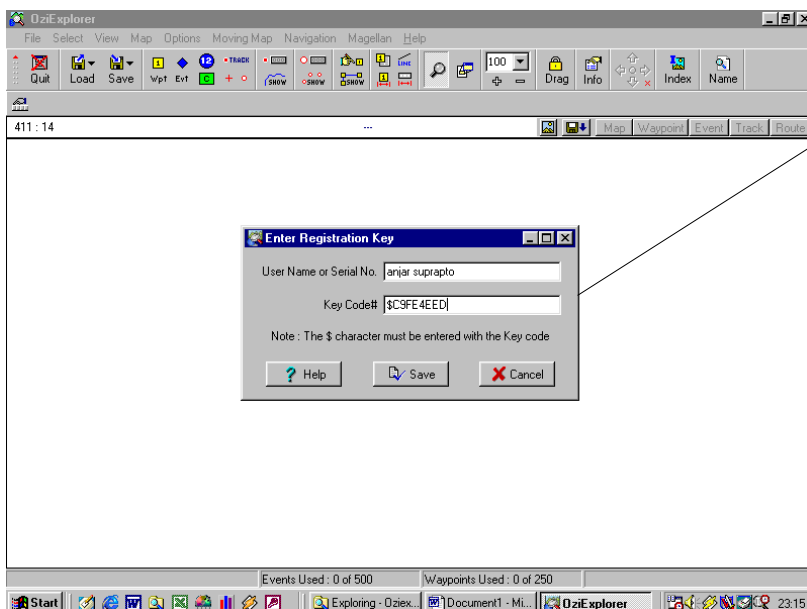 OziExplorer
File Select View Map Options Moving Map Navigation Magellan Help
1 12 TRACK 1 LINE 100
Quit Load Save Wpt Evt C SHOW SHOW SHOW 1 Drag Info Index Name
411 : 14 --- Map Waypoint Event Track Route
Enter Registration Key
User Name or Serial No. anjar suprapto
Key Code# $C9FE4EED
Note : The $ character must be entered with the Key code
? Help Save Cancel
Events Used : 0 of 500 Waypoints Used : 0 of 250
Start Exploring - Oziex... Document1 - Mi... OziExplorer 23:15